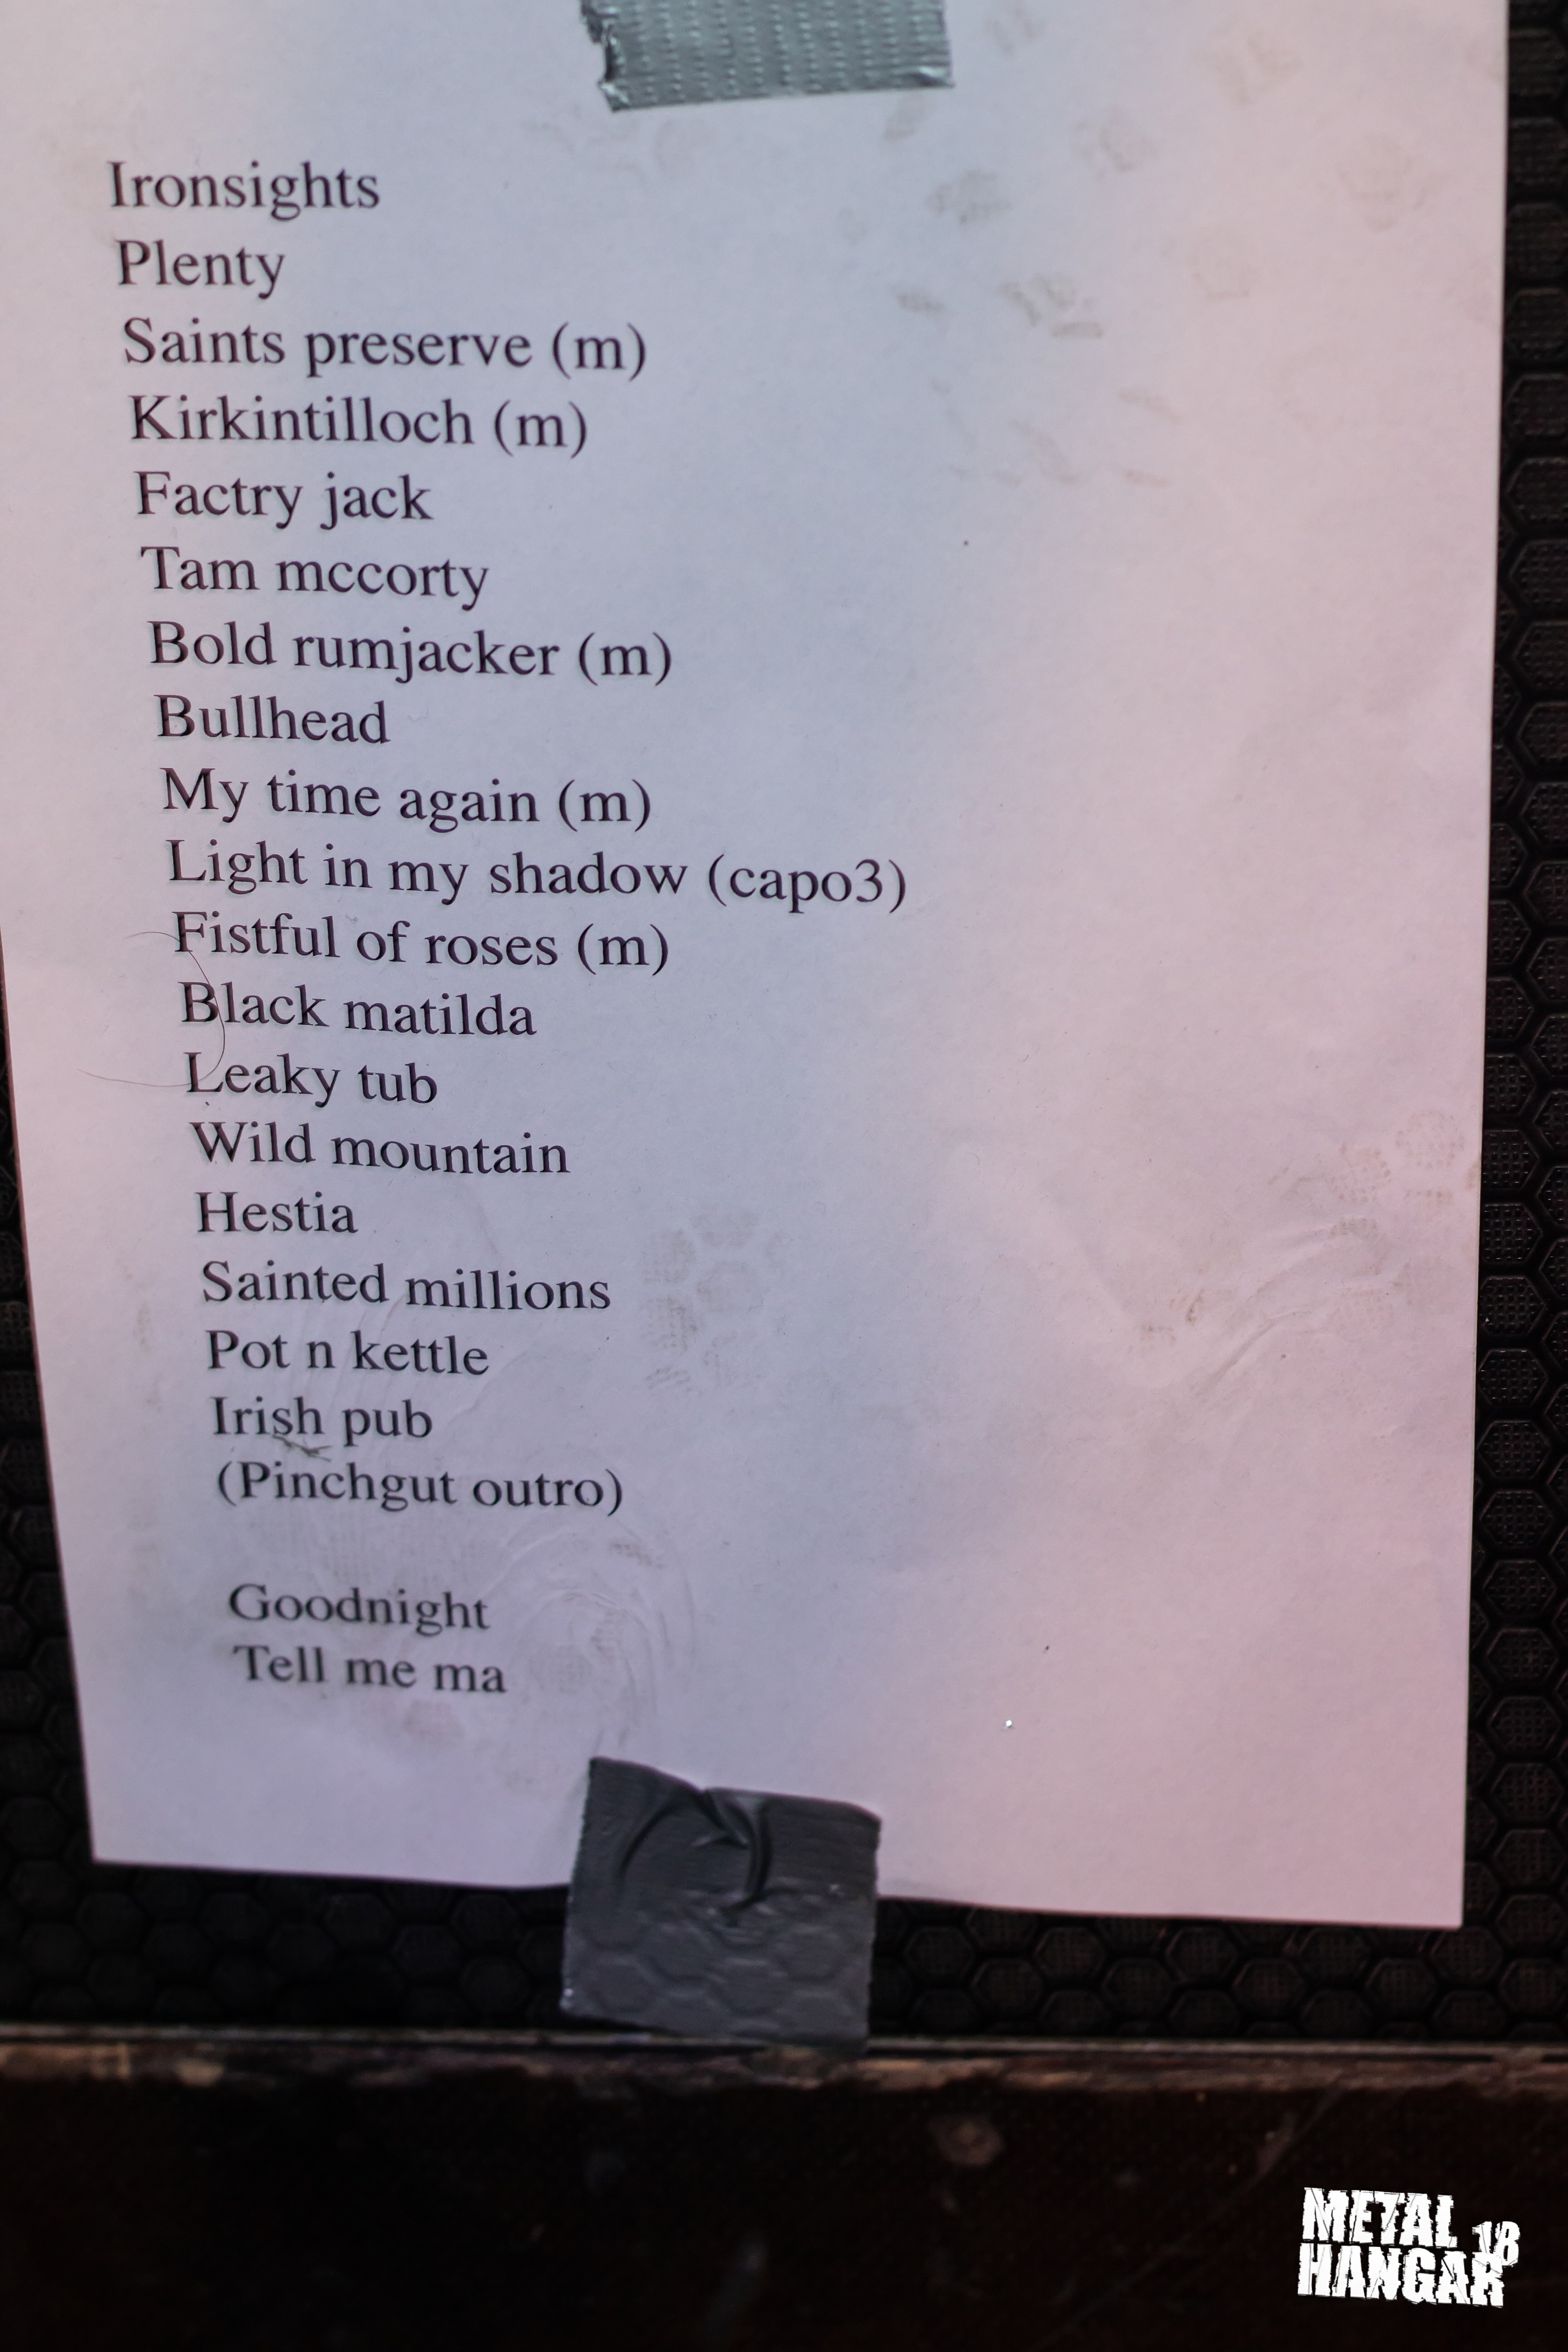 Ironsights
Plenty
Saints preserve (m)
Kirkintilloch (m)
Factry jack
Tam mccorty
Bold rumjacker (m)
Bullhead
My time again (m)
Light in my shadow (capo3)
Fistful of roses (m)
Black matilda
Leaky tub
Wild mountain
Hestia
Sainted millions
Pot n kettle
Irish pub
(Pinchgut outro)
Goodnight
Tell me ma
METAL 18
HANGAR